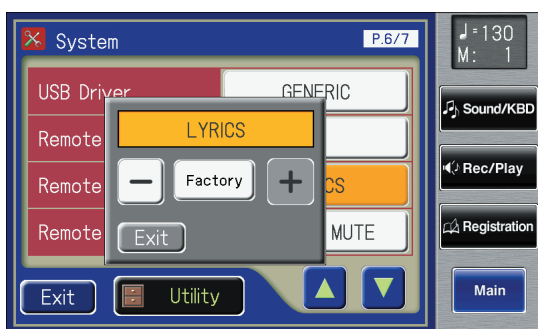 System
P.6/7
USB Driver
GENERIC
Remote
LYRICS
Remote
− Factory +
CS
Remote
MUTE
Exit
Exit
Utility
♩=130
M: 1
Sound/KBD
Rec/Play
Registration
Main